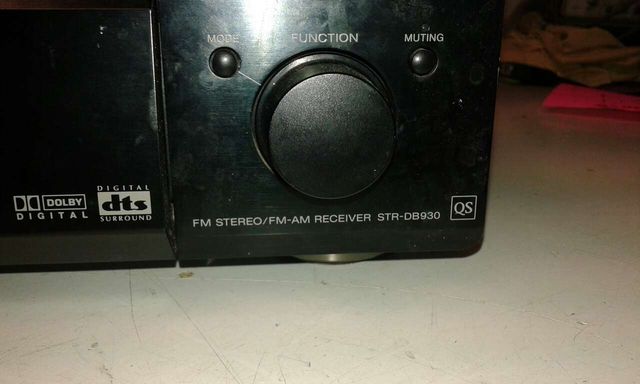 MODE FUNCTION MUTING
DOLBY
DIGITAL
DIGITAL
dts
SURROUND
FM STEREO/FM-AM RECEIVER STR-DB930
QS